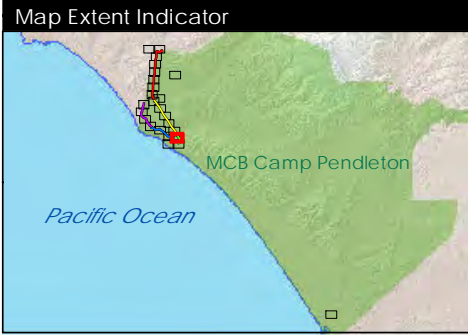 Map Extent Indicator
MCB Camp Pendleton
Pacific Ocean